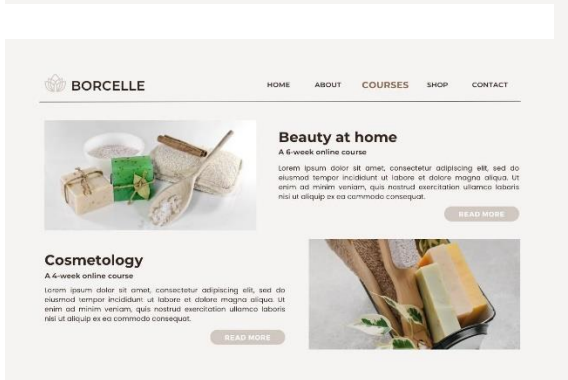 BORCELLE
HOME ABOUT COURSES SHOP CONTACT
Beauty at home
A 6-week online course
Lorem ipsum dolor sit amet, consectetur adipiscing elit, sed do
eiusmod tempor incididunt ut labore et dolore magna aliqua. Ut
enim ad minim veniam, quis nostrud exercitation ullamco laboris
nisi ut aliquip ex ea commodo consequat.
READ MORE
Cosmetology
A 4-week online course
Lorem ipsum dolor sit amet, consectetur adipiscing elit, sed do
eiusmod tempor incididunt ut labore et dolore magna aliqua. Ut
enim ad minim veniam, quis nostrud exercitation ullamco laboris
nisi ut aliquip ex ea commodo consequat.
READ MORE